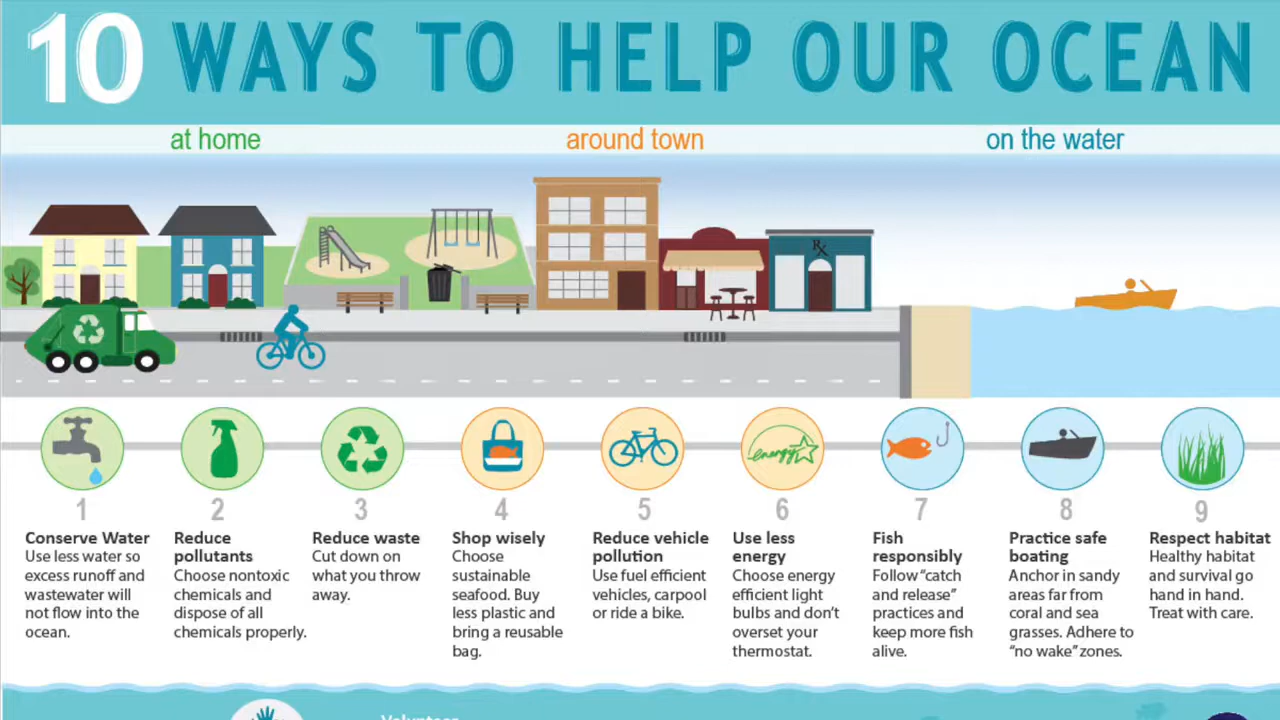 10 WAYS TO HELP OUR OCEAN
at home
around town
on the water
Rx
energy
1
Conserve Water
Use less water so
excess runoff and
wastewater will
not flow into the
ocean.
2
Reduce
pollutants
Choose nontoxic
chemicals and
dispose of all
chemicals properly.
3
Reduce waste
Cut down on
what you throw
away.
4
Shop wisely
Choose
sustainable
seafood. Buy
less plastic and
bring a reusable
bag.
5
Reduce vehicle
pollution
Use fuel efficient
vehicles, carpool
or ride a bike.
6
Use less
energy
Choose energy
efficient light
bulbs and don’t
overset your
thermostat.
7
Fish
responsibly
Follow “catch
and release”
practices and
keep more fish
alive.
8
Practice safe
boating
Anchor in sandy
areas far from
coral and sea
grasses. Adhere to
“no wake” zones.
9
Respect habitat
Healthy habitat
and survival go
hand in hand.
Treat with care.
Volunteer